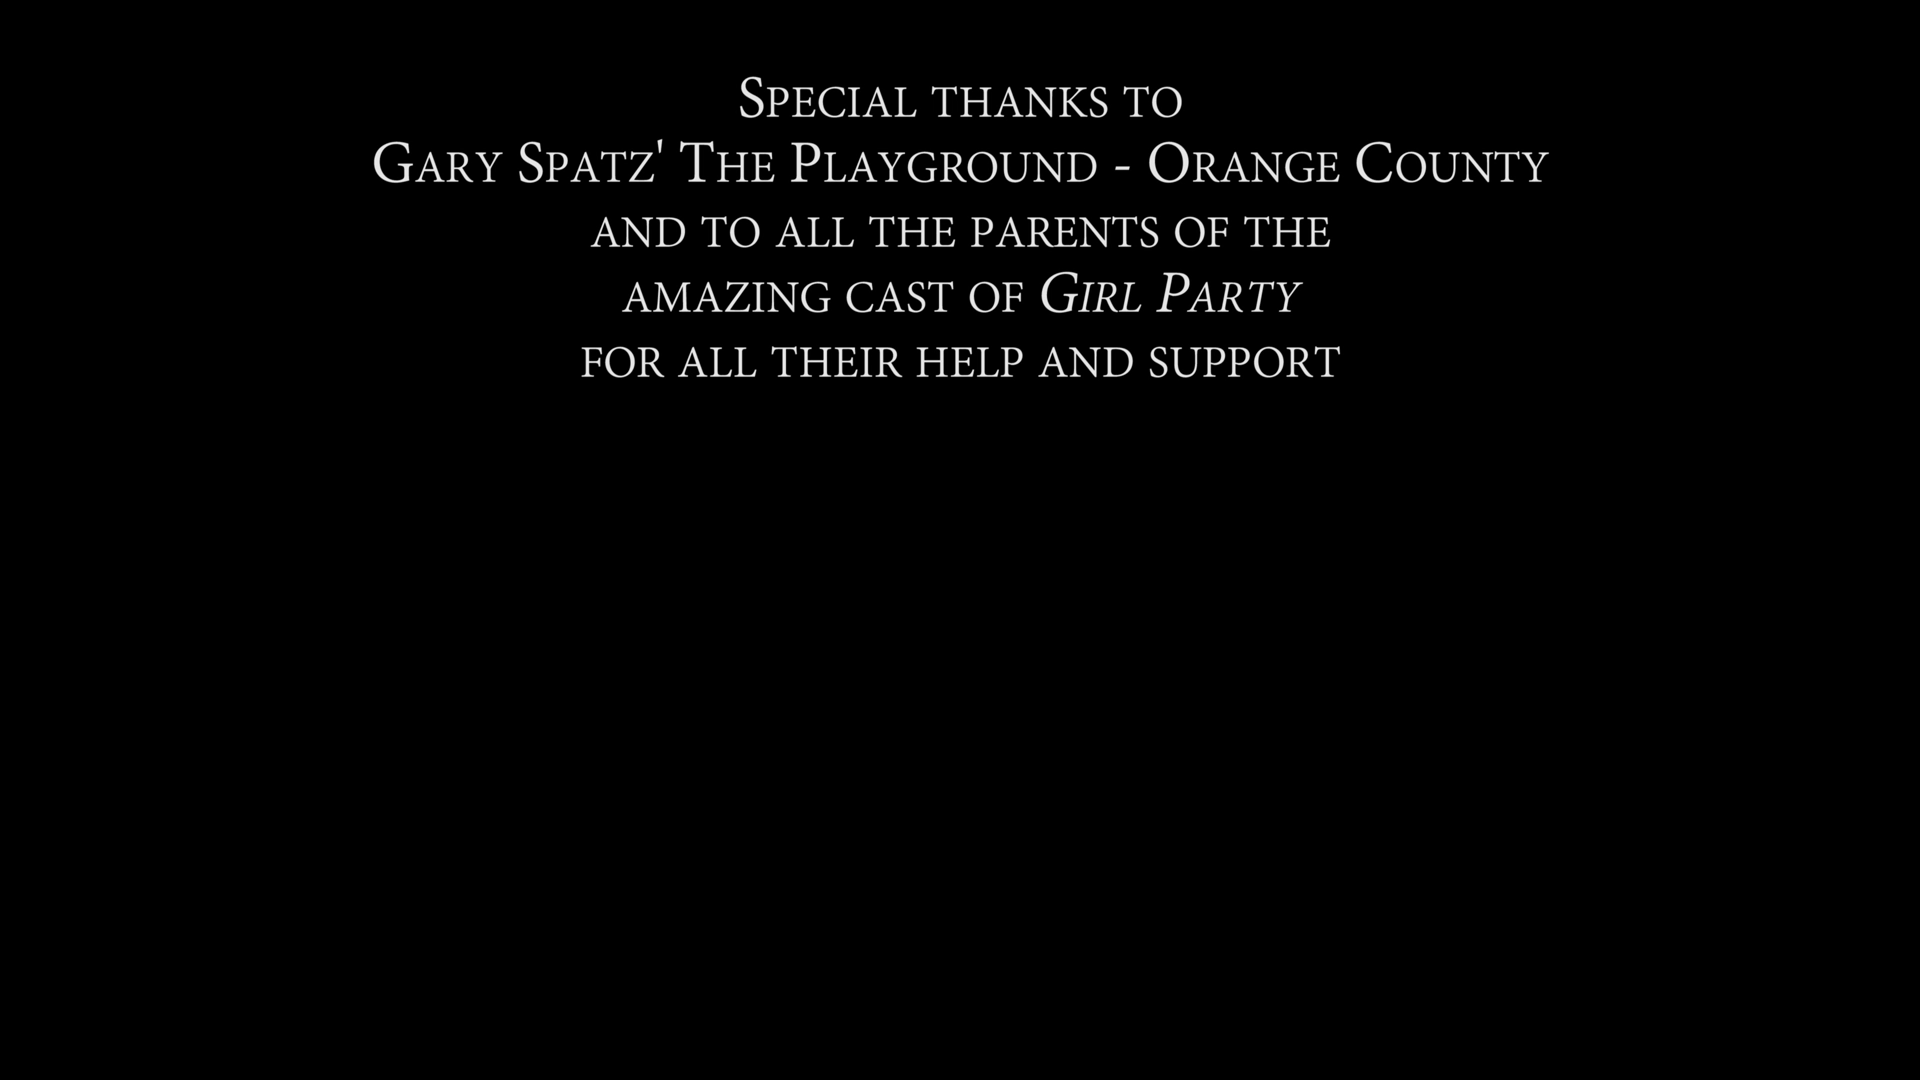 Special thanks to
Gary Spatz' The Playground - Orange County
and to all the parents of the
amazing cast of Girl Party
for all their help and support